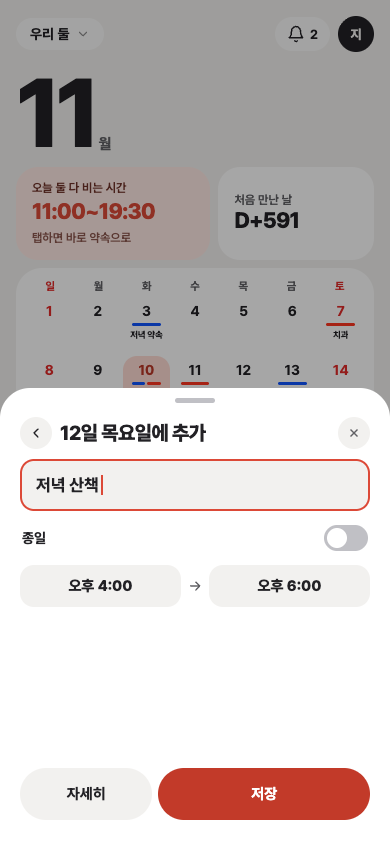 우리 둘
2
지
11월
오늘 둘 다 비는 시간
11:00~19:30
탭하면 바로 약속으로
처음 만난 날
D+591
일 월 화 수 목 금 토
1 2 3 4 5 6 7
저녁 약속 치과
8 9 10 11 12 13 14
12일 목요일에 추가
저녁 산책
종일
오후 4:00 → 오후 6:00
자세히 저장